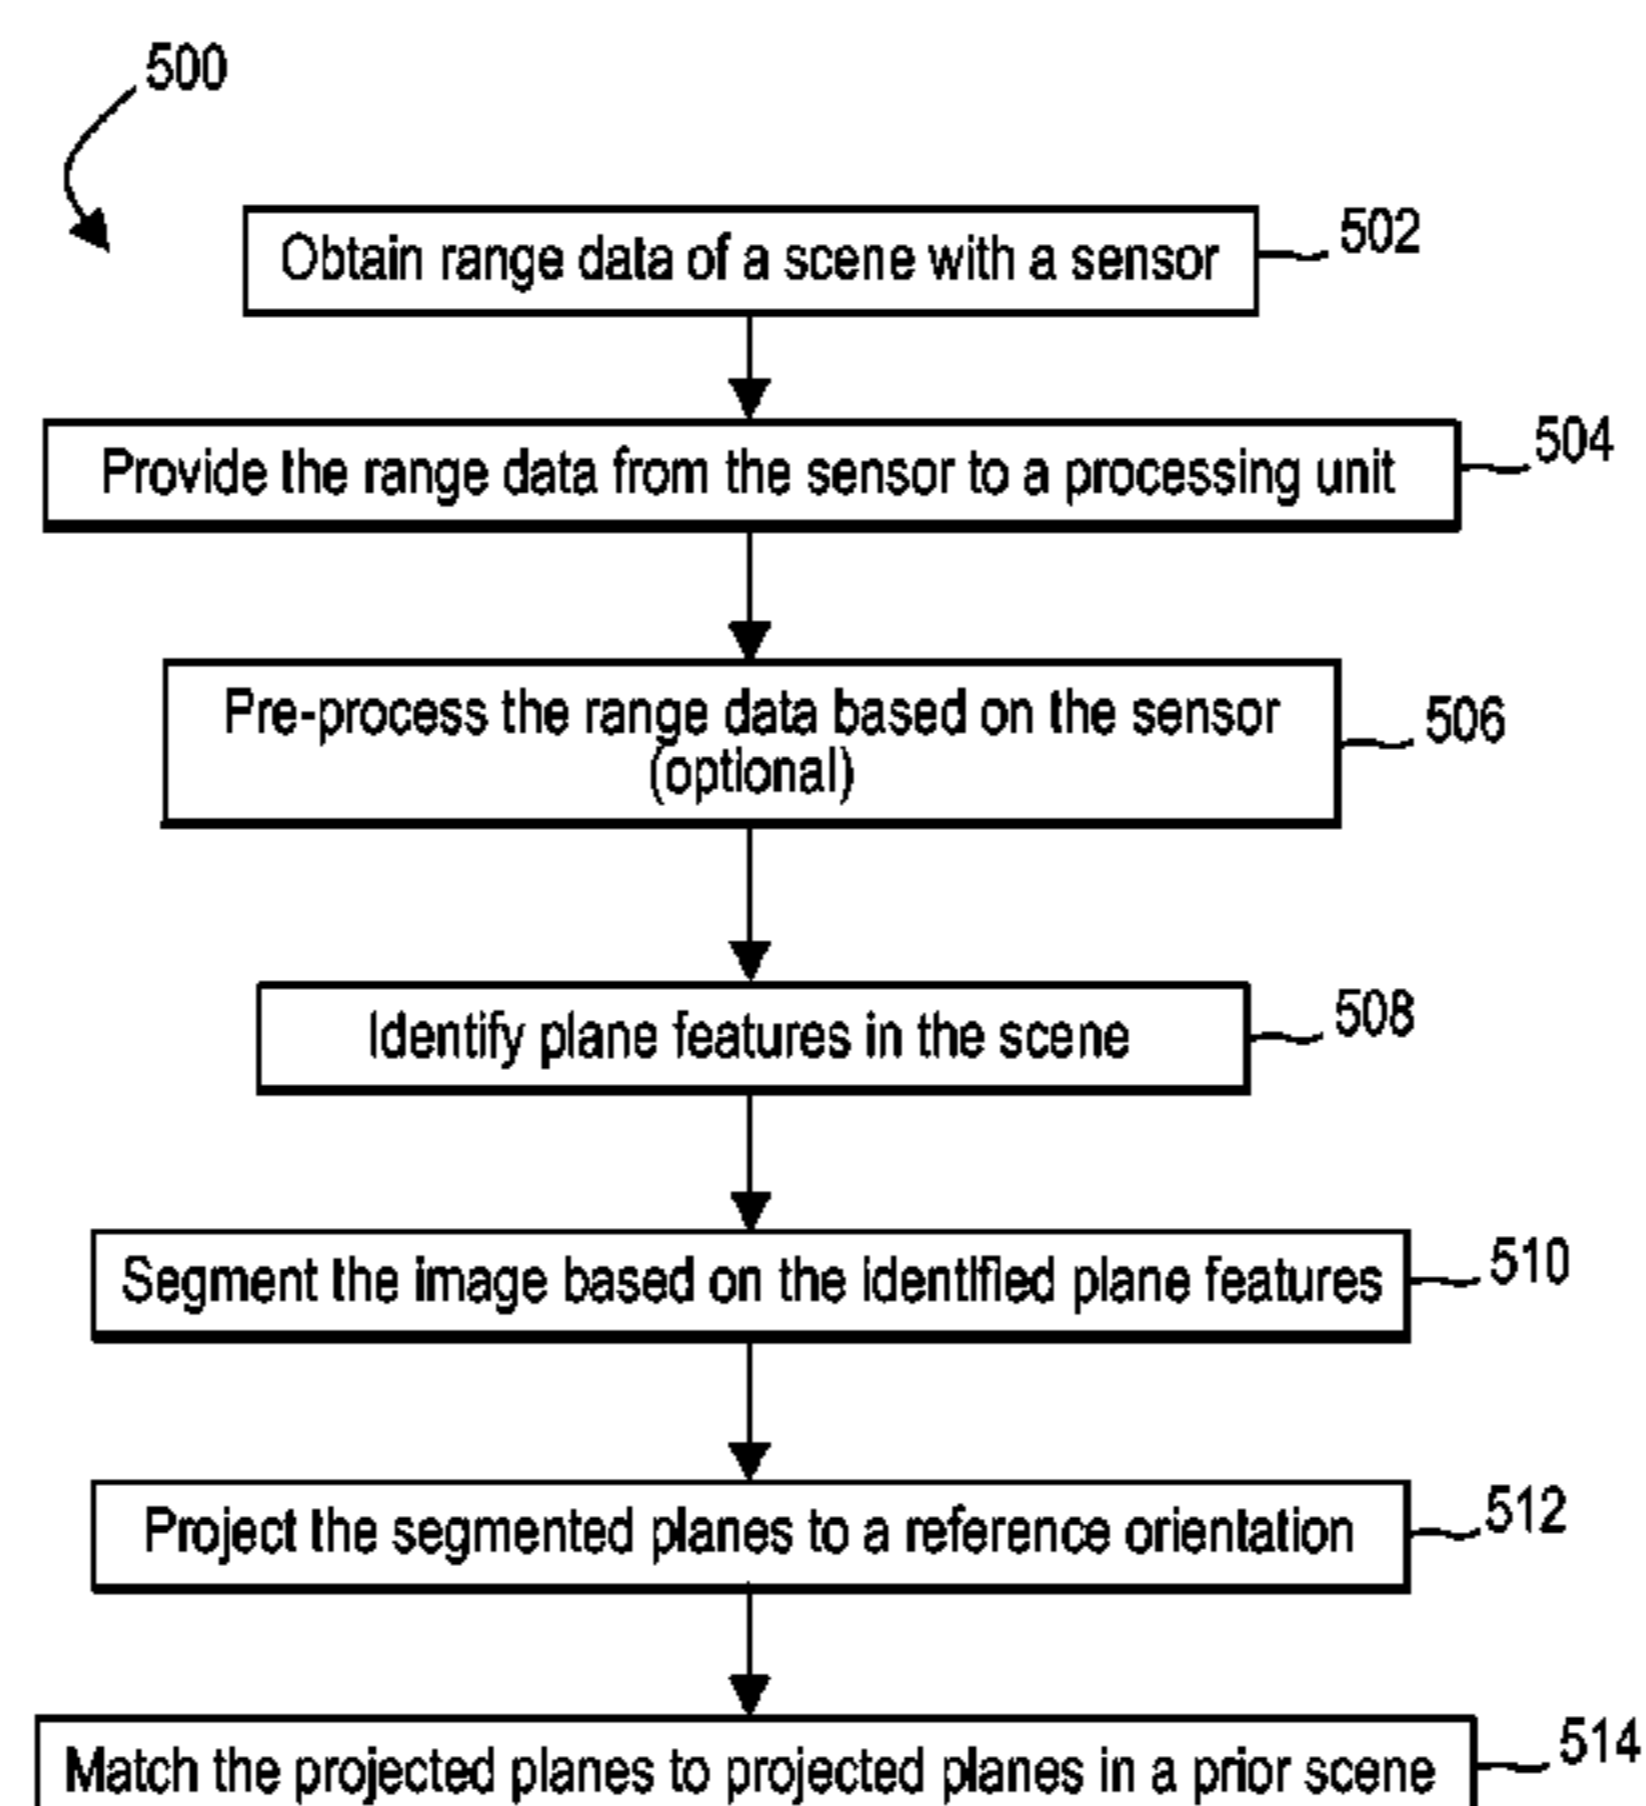 500
Obtain range data of a scene with a sensor
502
Provide the range data from the sensor to a processing unit
504
Pre-process the range data based on the sensor
(optional)
506
Identify plane features in the scene
508
Segment the image based on the identified plane features
510
Project the segmented planes to a reference orientation
512
Match the projected planes to projected planes in a prior scene
514